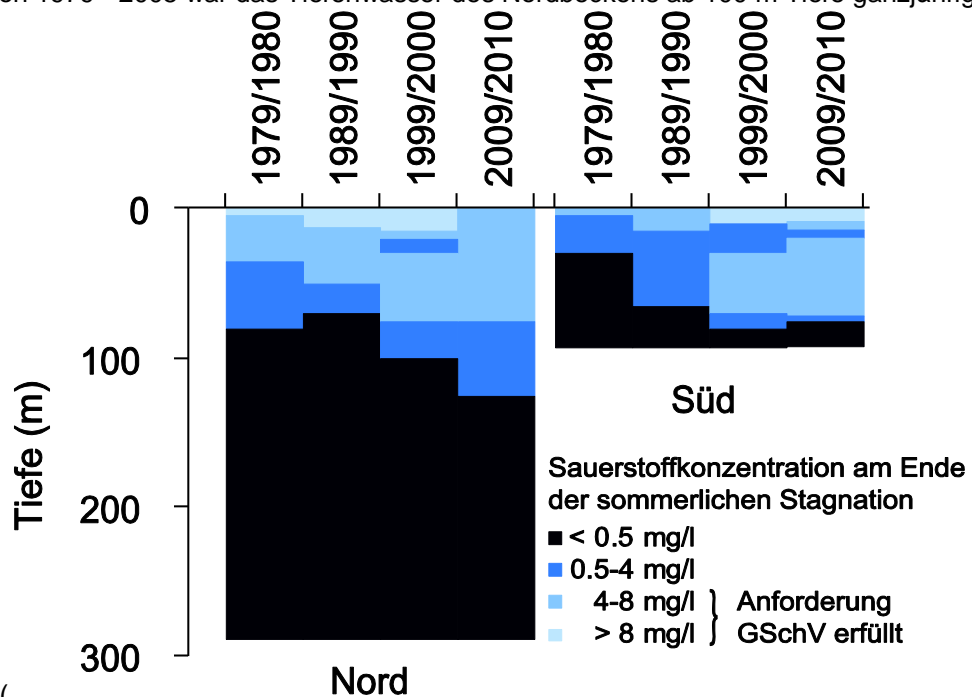 1979/1980
1989/1990
1999/2000
2009/2010
1979/1980
1989/1990
1999/2000
2009/2010
0
100
200
300
Tiefe (m)
Nord
Süd
Sauerstoffkonzentration am Ende
der sommerlichen Stagnation
< 0.5 mg/l
0.5-4 mg/l
4-8 mg/l } Anforderung
> 8 mg/l } GSchV erfüllt
(